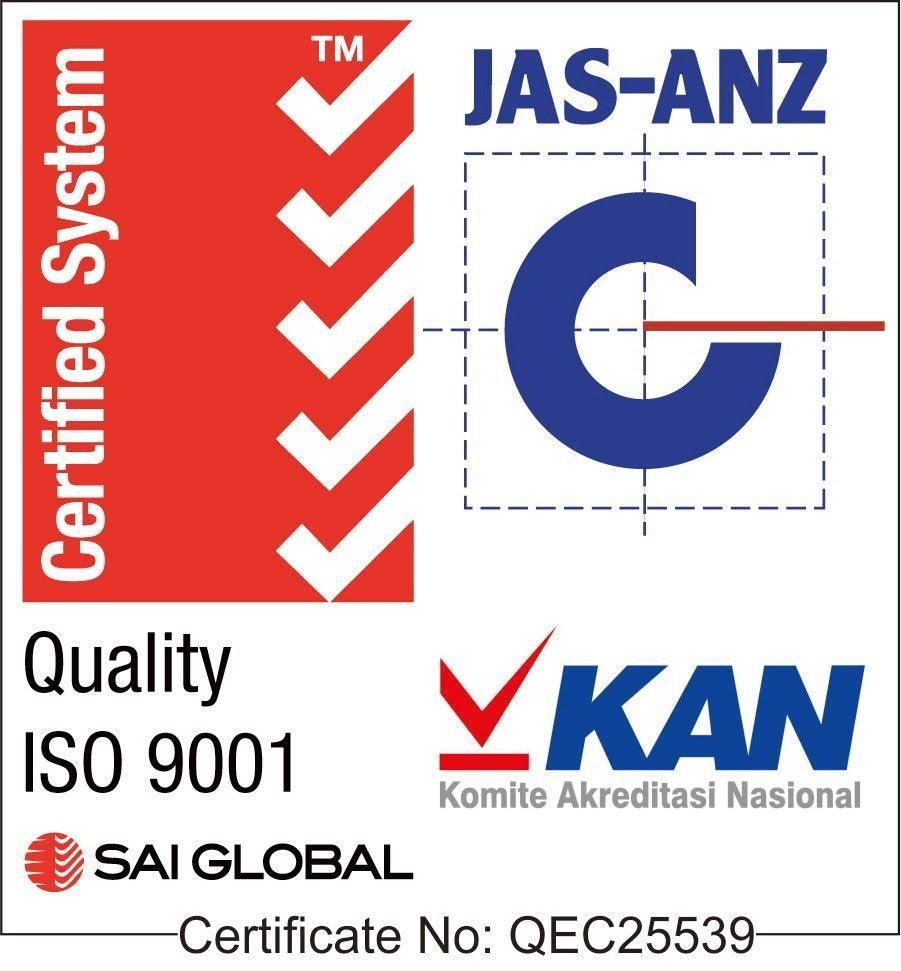 Certified System
TM
JAS-ANZ
Quality
ISO 9001
SAI GLOBAL
KAN
Komite Akreditasi Nasional
Certificate No: QEC25539